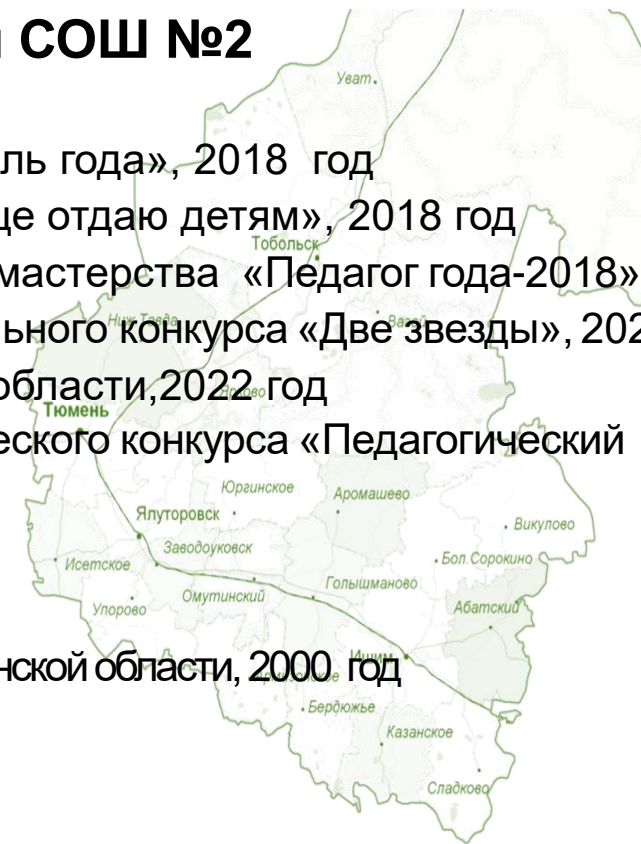 СОШ №2
Уват
ль года», 2018 год
це отдаю детям», 2018 год
Тобольск
мастерства «Педагог года-2018»
Ниж.Тавда
Вагай
ьного конкурса «Две звезды», 202
Ярково
области,2022 год
Тюмень
еского конкурса «Педагогический
Юргинское
Аромашево
Ялуторовск
Викулово
Заводоуковск
Бол.Сорокино
Исетское
Голышманово
Омутинский
Упорово
Абатский
Ишим
нской области, 2000 год
Бердюжье
Казанское
Сладково